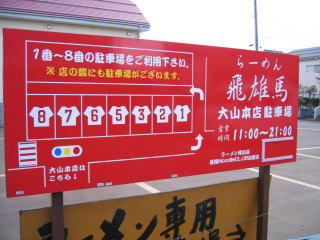 1番〜8番の駐車場をご利用下さい。
※ 店の隣にも駐車場がございます。
8 7 6 5 3 2 1
大山本店は
こちら↓
らーめん
飛雄馬
大山本店 駐車場
営業時間 11:00〜21:00
ラーメン専用